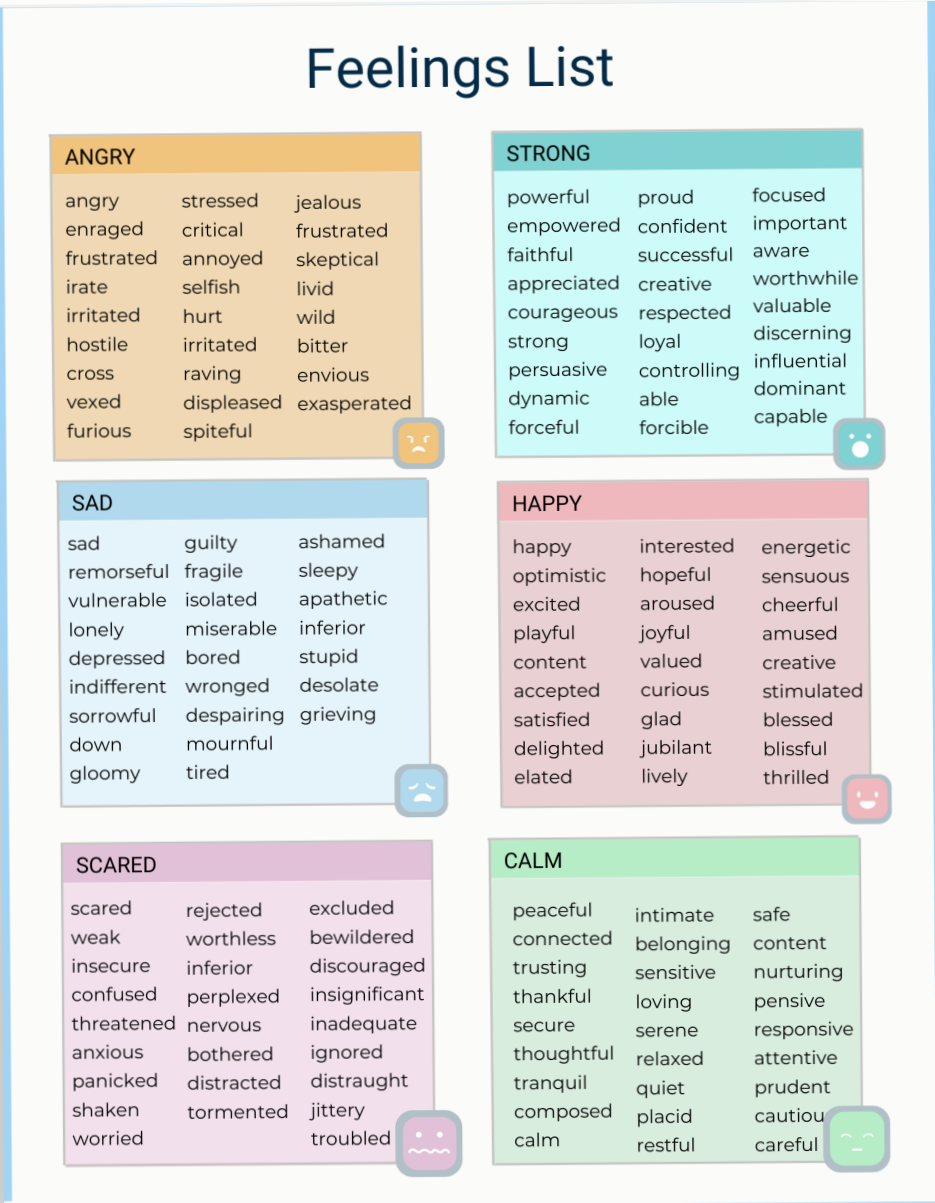 Feelings List
ANGRY
angry
enraged
frustrated
irate
irritated
hostile
cross
vexed
furious
stressed
critical
annoyed
selfish
hurt
irritated
raving
displeased
spiteful
jealous
frustrated
skeptical
livid
wild
bitter
envious
exasperated
STRONG
powerful
empowered
faithful
appreciated
courageous
strong
persuasive
dynamic
forceful
proud
confident
successful
creative
respected
loyal
controlling
able
forcible
focused
important
aware
worthwhile
valuable
discerning
influential
dominant
capable
SAD
sad
remorseful
vulnerable
lonely
depressed
indifferent
sorrowful
down
gloomy
guilty
fragile
isolated
miserable
bored
wronged
despairing
mournful
tired
ashamed
sleepy
apathetic
inferior
stupid
desolate
grieving
HAPPY
happy
optimistic
excited
playful
content
accepted
satisfied
delighted
elated
interested
hopeful
aroused
joyful
valued
curious
glad
jubilant
lively
energetic
sensuous
cheerful
amused
creative
stimulated
blessed
blissful
thrilled
SCARED
scared
weak
insecure
confused
threatened
anxious
panicked
shaken
worried
rejected
worthless
inferior
perplexed
nervous
bothered
distracted
tormented
excluded
bewildered
discouraged
insignificant
inadequate
ignored
distraught
jittery
troubled
CALM
peaceful
connected
trusting
thankful
secure
thoughtful
tranquil
composed
calm
intimate
belonging
sensitive
loving
serene
relaxed
quiet
placid
restful
safe
content
nurturing
pensive
responsive
attentive
prudent
cautiou
careful